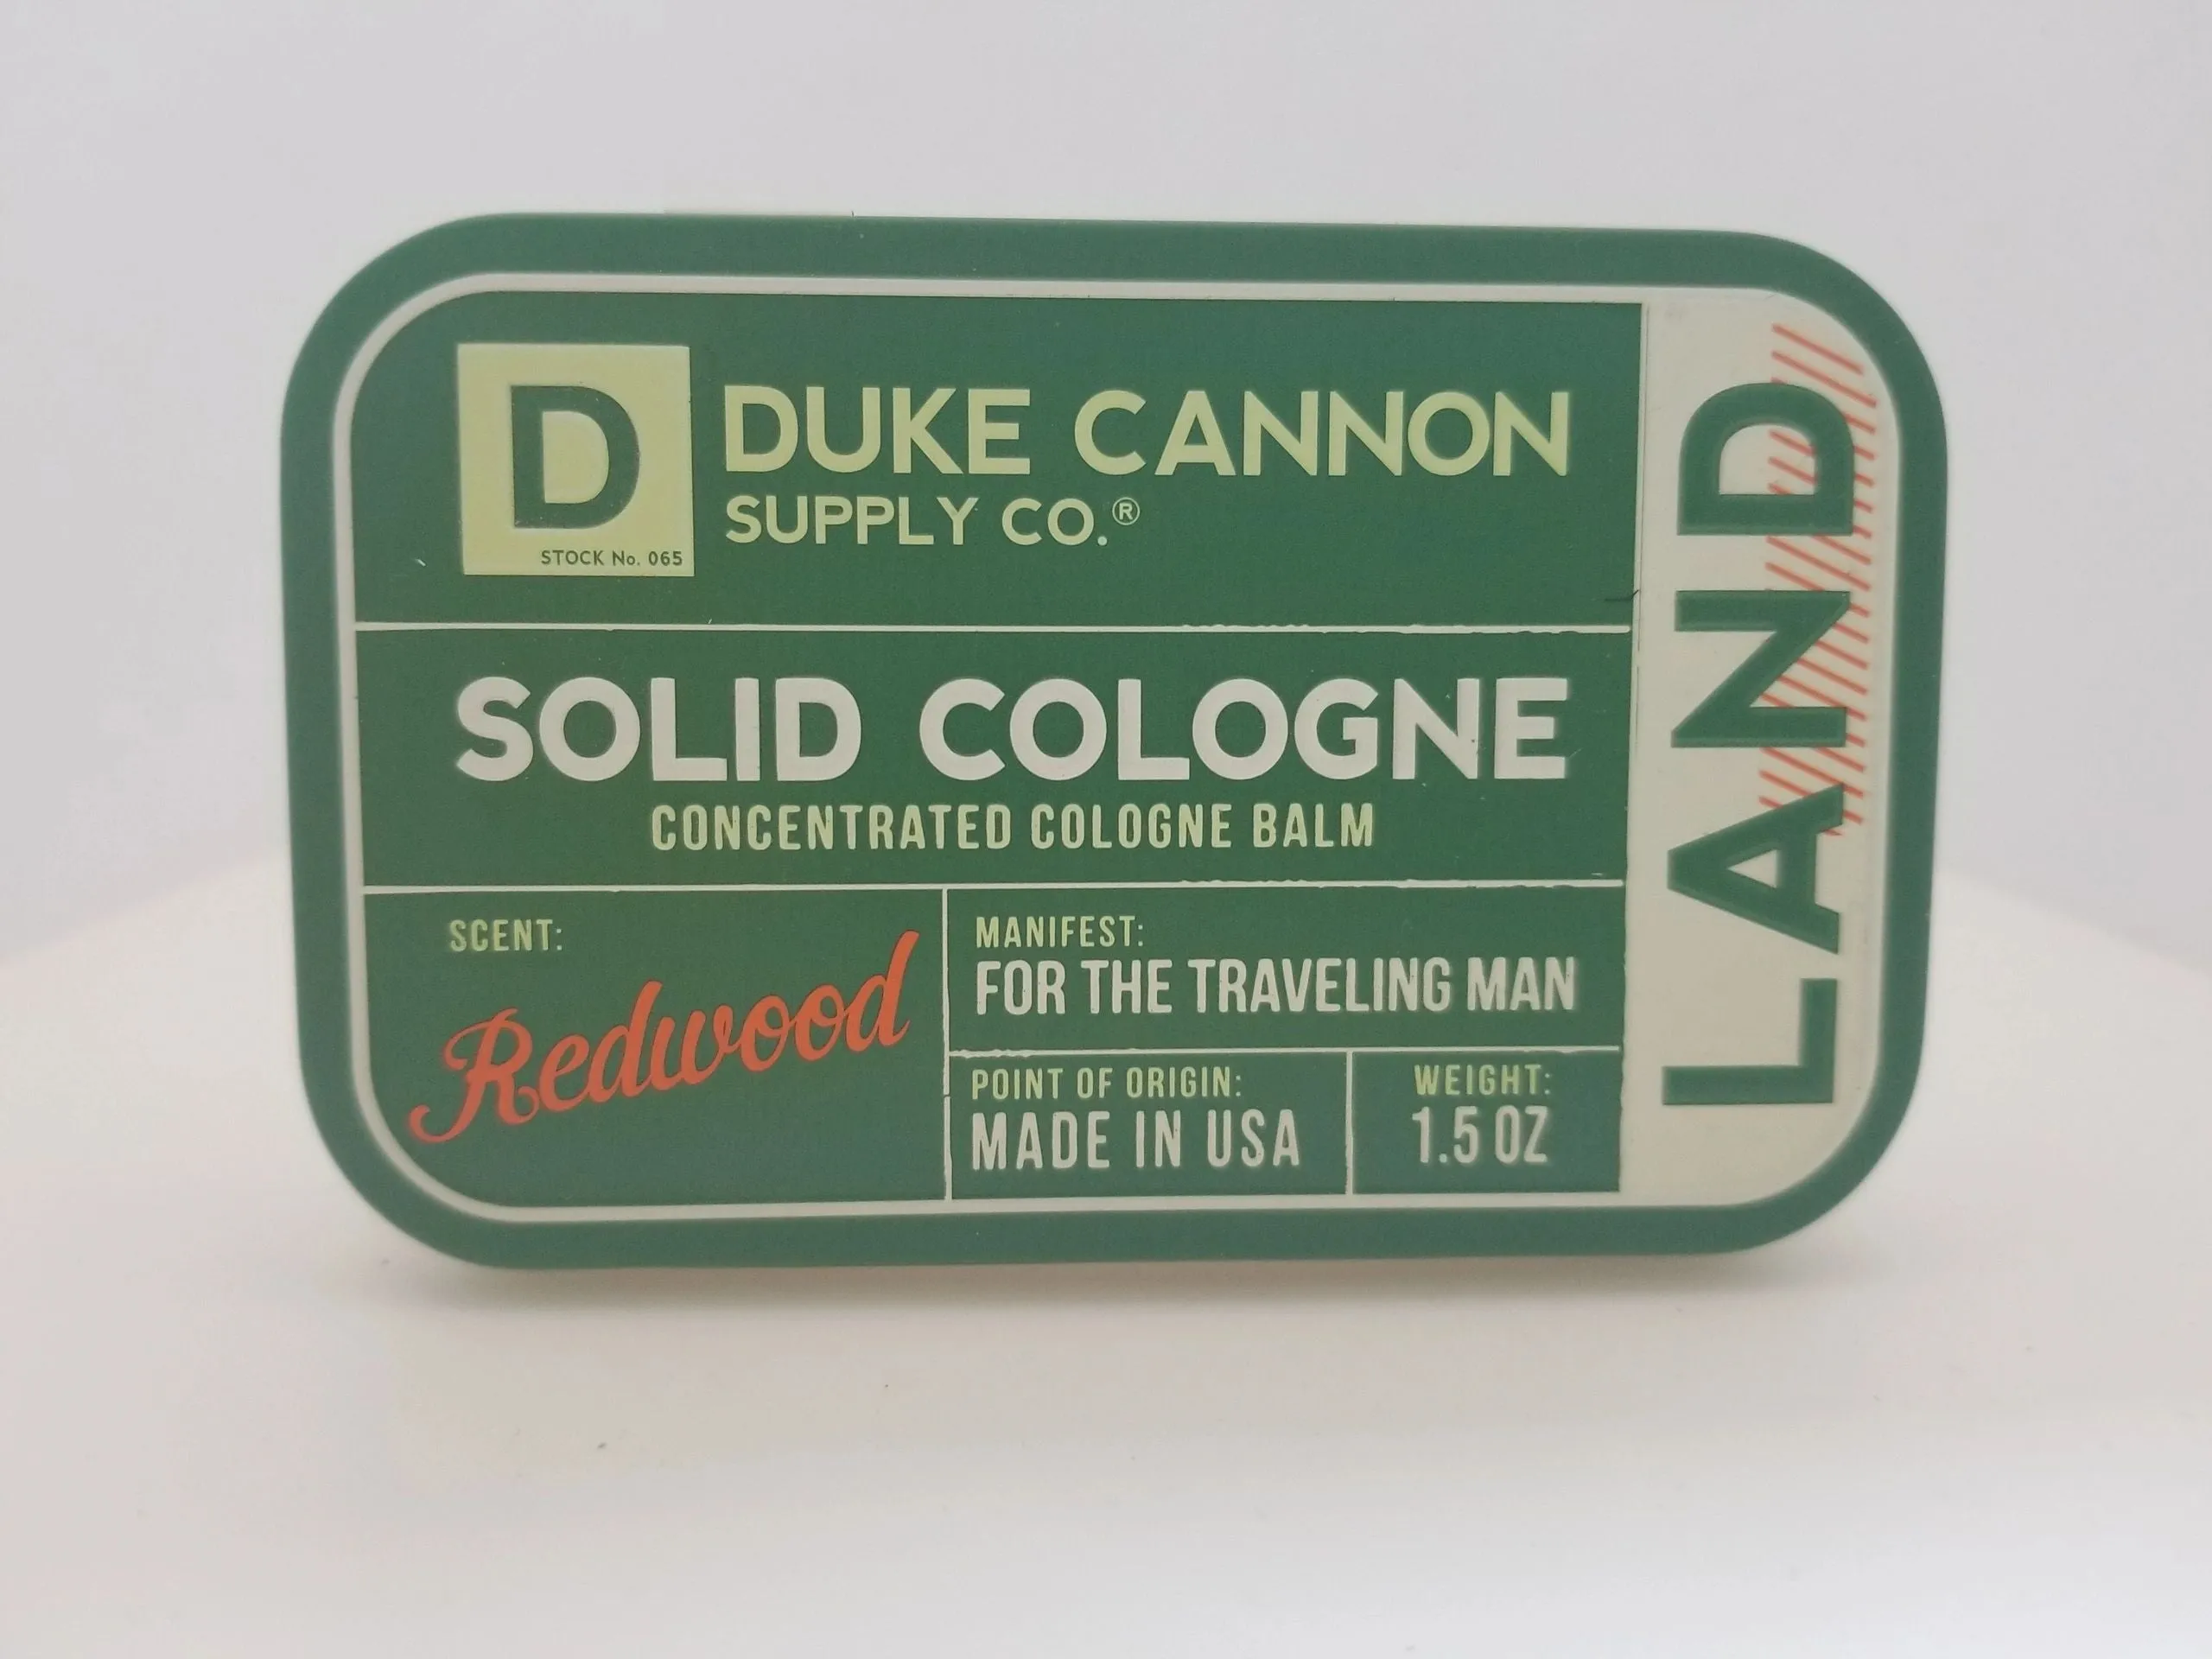 D
STOCK No. 065
DUKE CANNON
SUPPLY CO.®
SOLID COLOGNE
CONCENTRATED COLOGNE BALM
SCENT:
Redwood
MANIFEST:
FOR THE TRAVELING MAN
POINT OF ORIGIN:
MADE IN USA
WEIGHT:
1.5 OZ
LAND